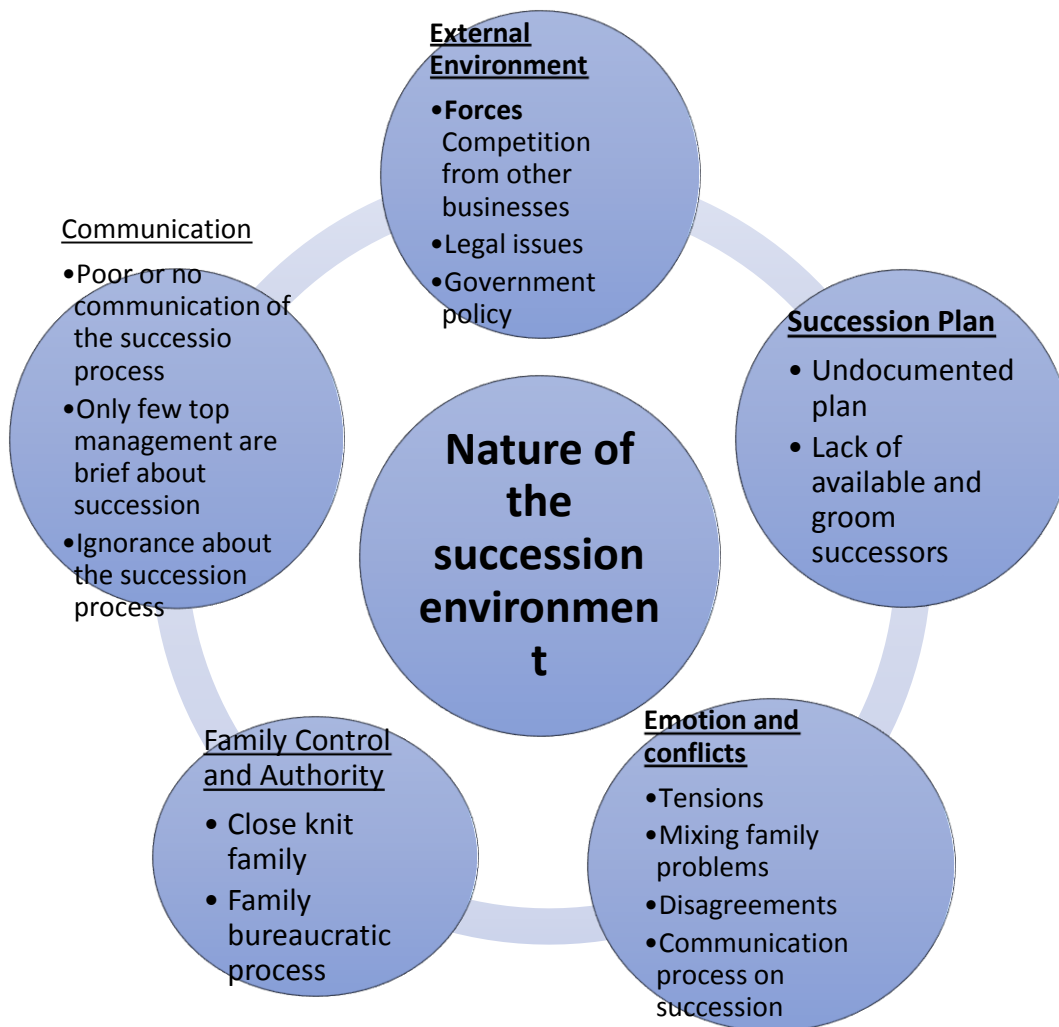 External
Environment
•Forces
Competition
from other
businesses
•Legal issues
•Government
policy
Succession Plan
• Undocumented
plan
• Lack of
available and
groom
successors
Emotion and
conflicts
•Tensions
•Mixing family
problems
•Disagreements
•Communication
process on
succession
Family Control
and Authority
• Close knit
family
• Family
bureaucratic
process
Communication
•Poor or no
communication of
the successio
process
•Only few top
management are
brief about
succession
•Ignorance about
the succession
process
Nature of
the
succession
environmen
t